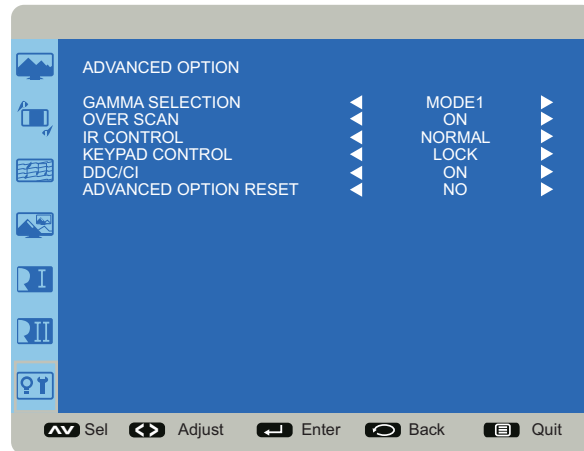 ADVANCED OPTION
GAMMA SELECTION MODE1
OVER SCAN ON
IR CONTROL NORMAL
KEYPAD CONTROL LOCK
DDC/CI ON
ADVANCED OPTION RESET NO
I
II
Sel Adjust Enter Back Quit